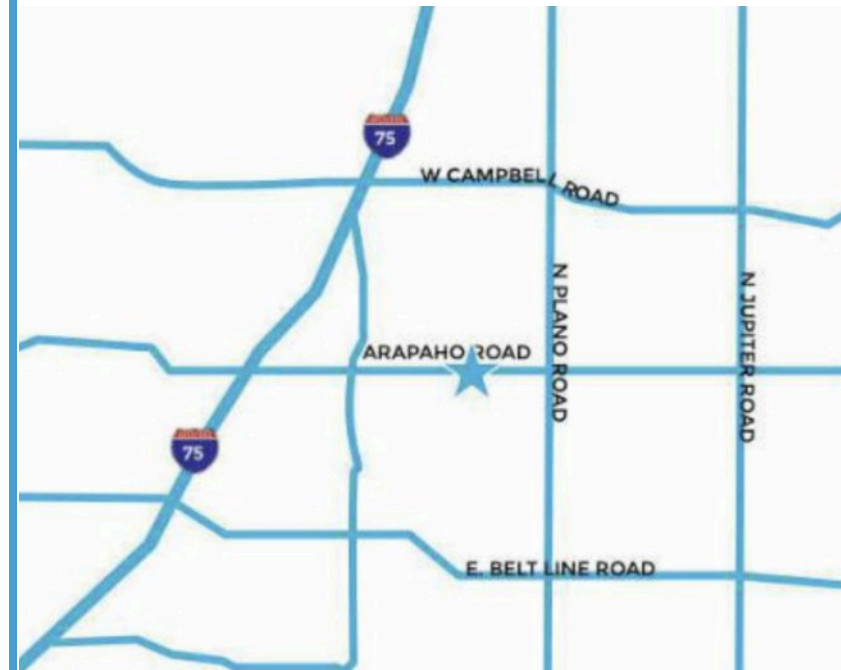 75
W CAMPBELL ROAD
N PLANO ROAD
N JUPITER ROAD
ARAPAHO ROAD
75
E. BELT LINE ROAD